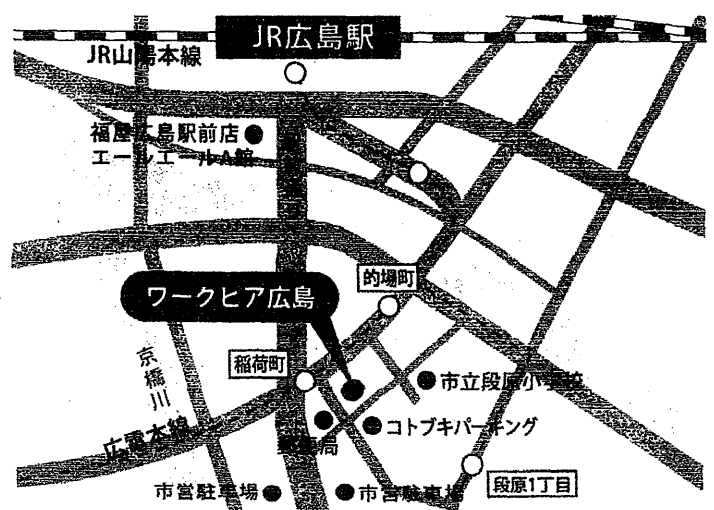 JR広島駅
JR山陽本線
福屋広島駅前店
エールエールA館
ワークピア広島
的場町
稲荷町
京橋川
市立段原小学校
広電本線
郵便局
コトブキパーキング
段原1丁目
市営駐車場
市営駐車場